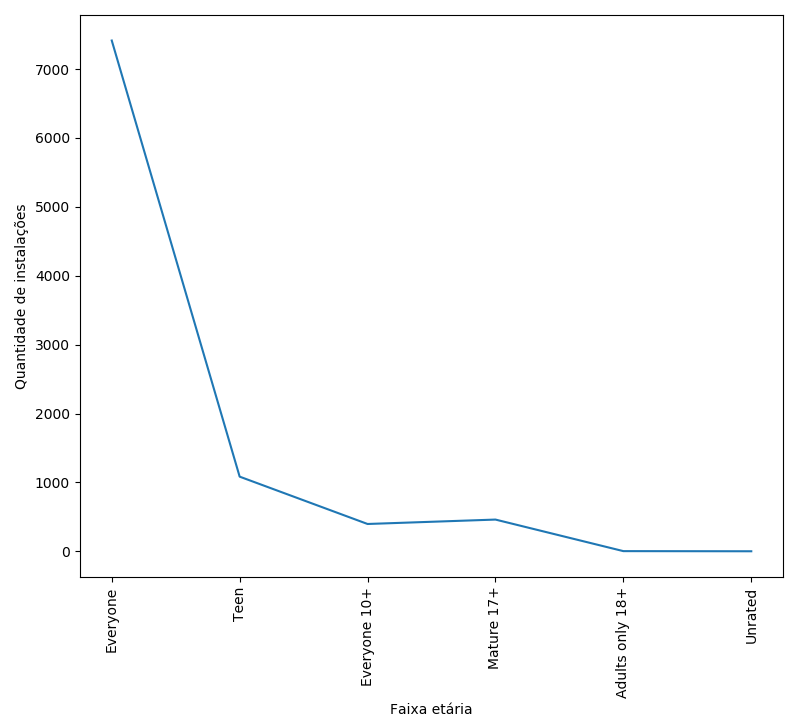 7000
6000
5000
4000
3000
2000
1000
0
Quantidade de instalações
Everyone
Teen
Everyone 10+
Mature 17+
Adults only 18+
Unrated
Faixa etária